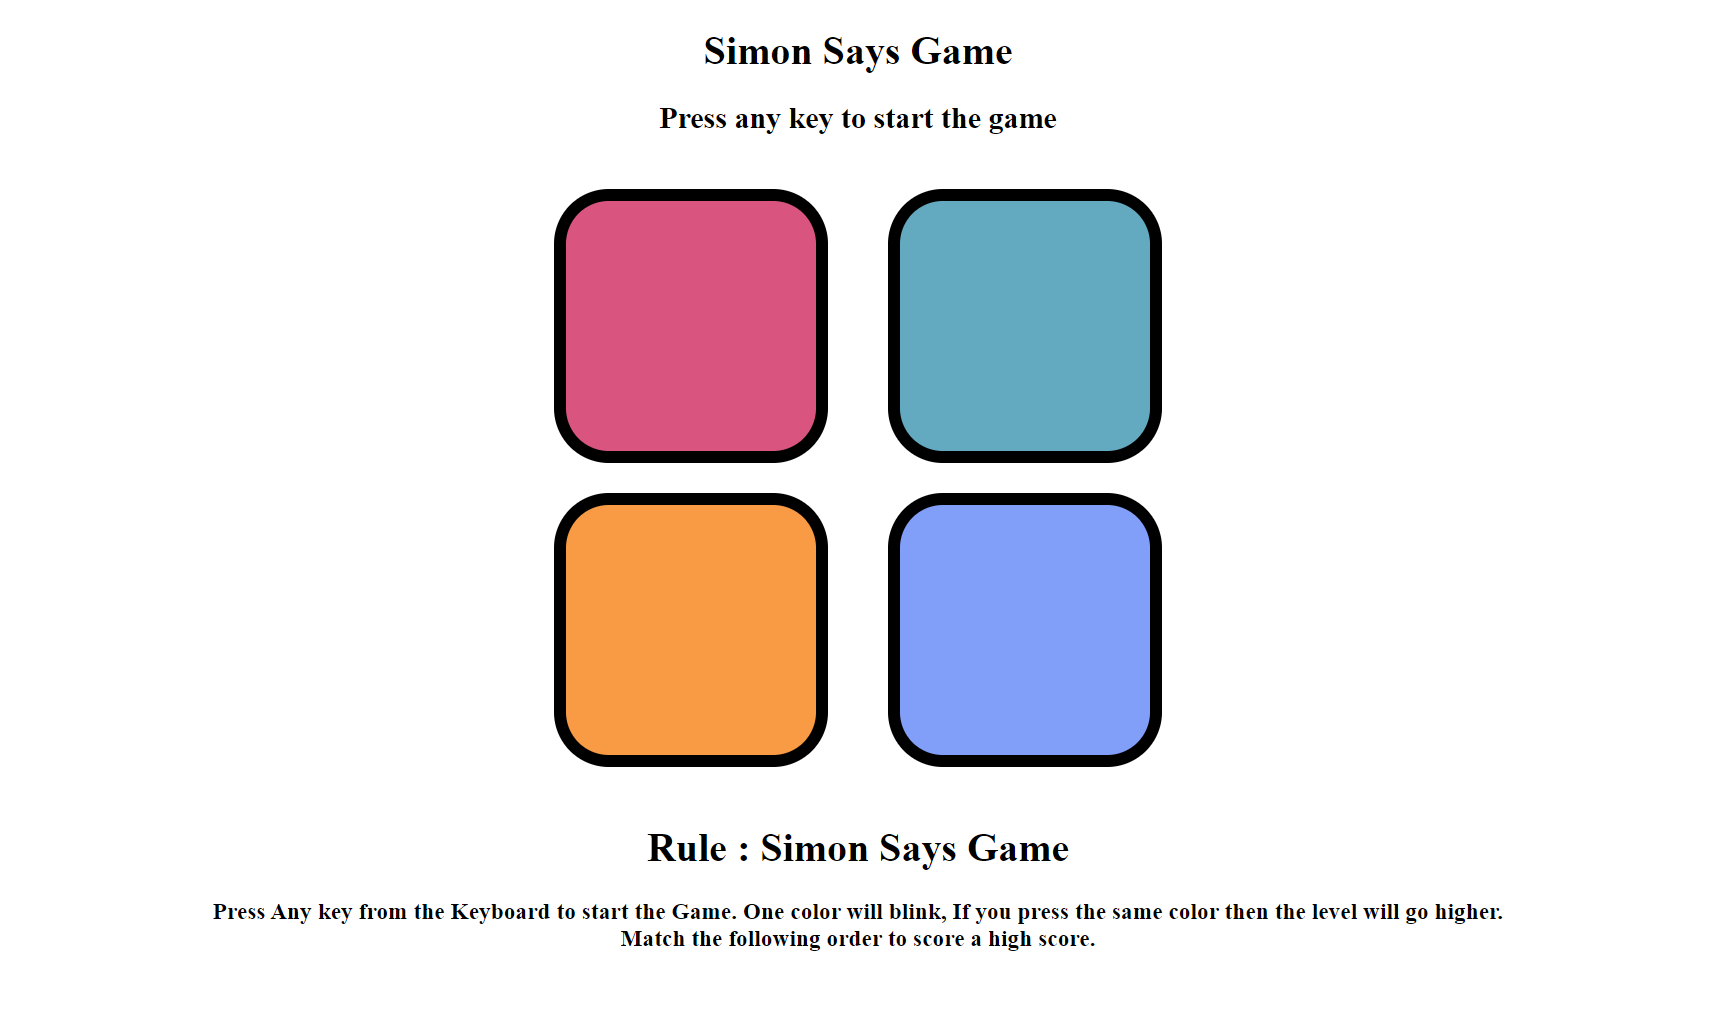 Simon Says Game
Press any key to start the game
Rule : Simon Says Game
Press Any key from the Keyboard to start the Game. One color will blink, If you press the same color then the level will go higher.
Match the following order to score a high score.